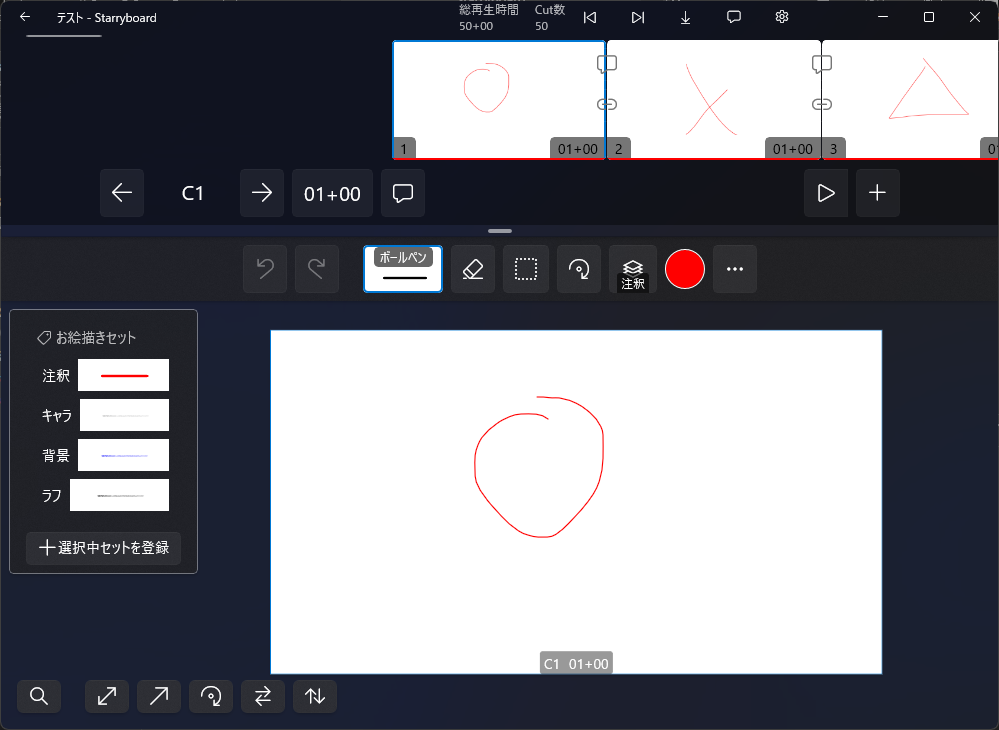 テスト - Starryboard
総再生時間
50+00
Cut数
50
1
01+00
2
01+00
3
01
C1
01+00
ボールペン
注釈
お絵描きセット
注釈
キャラ
背景
ラフ
選択中セットを登録
C1 01+00